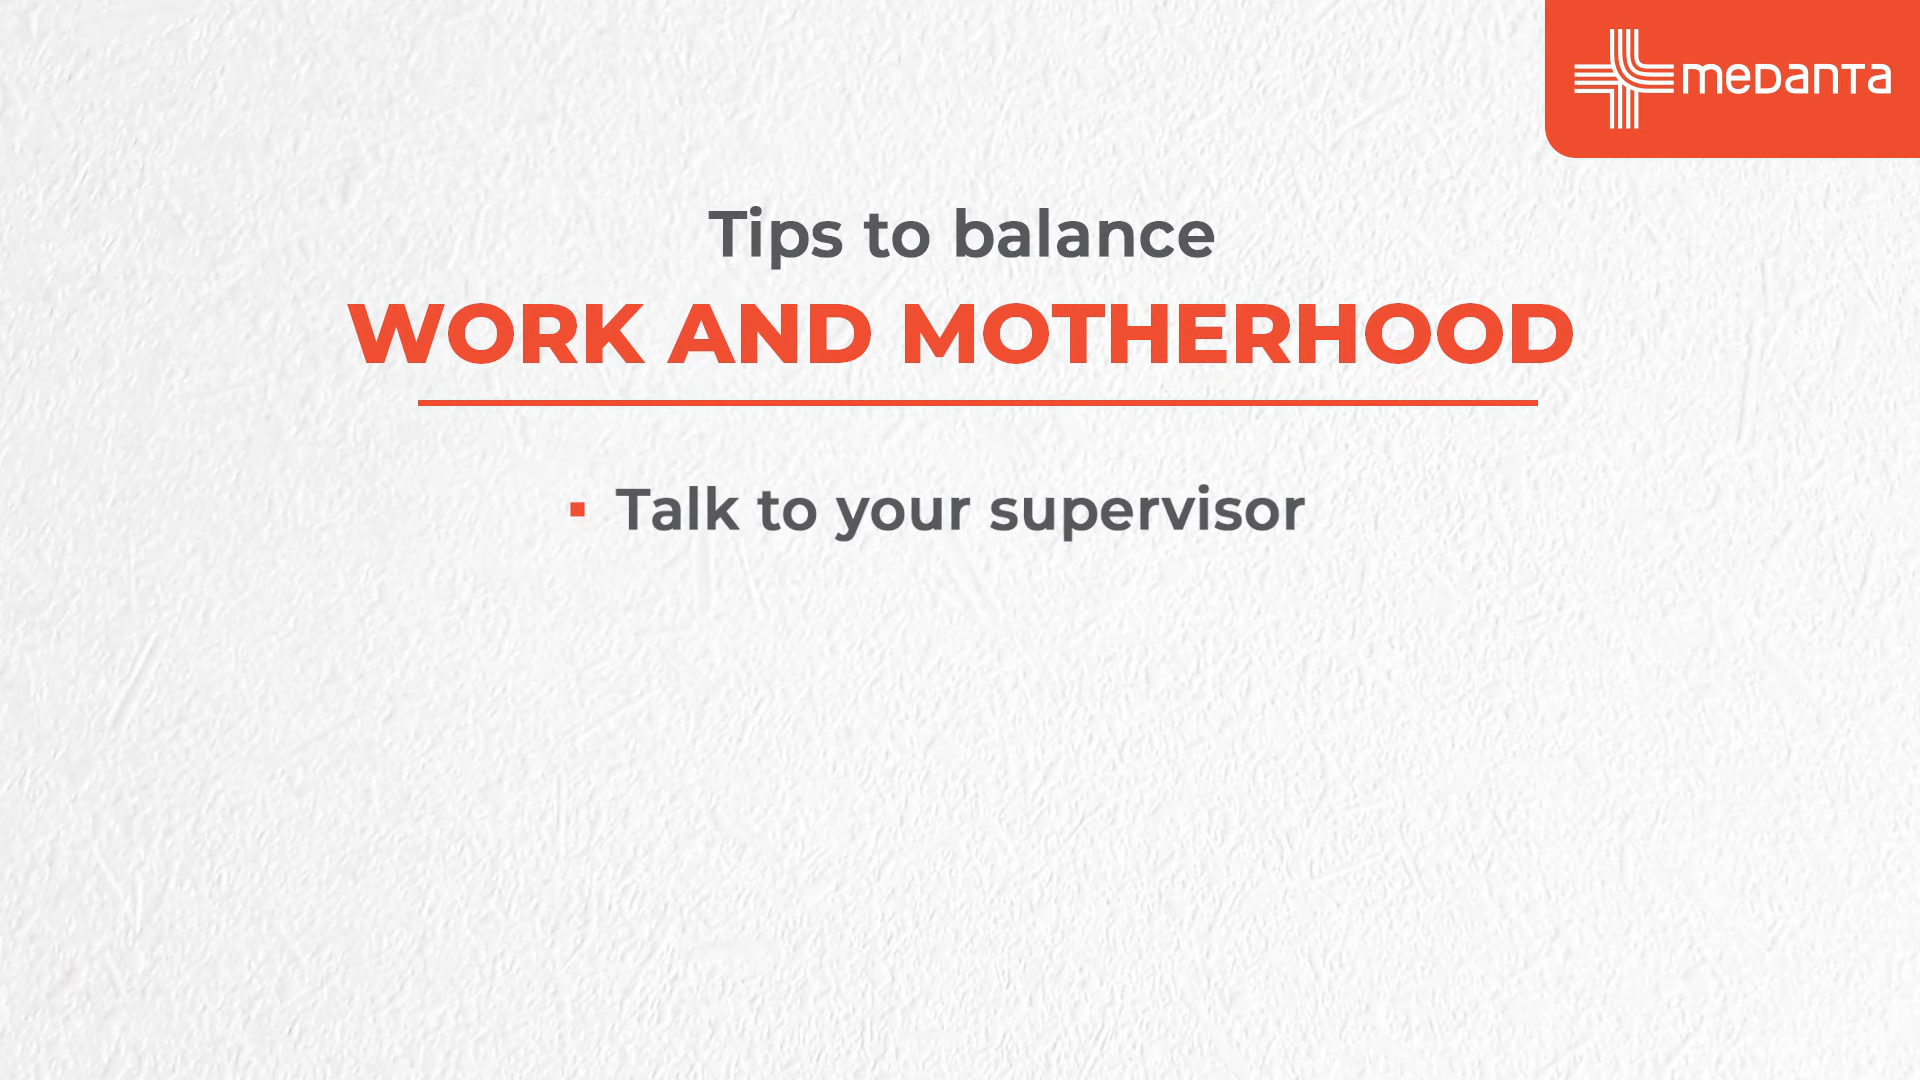 medanta
Tips to balance
WORK AND MOTHERHOOD
▪ Talk to your supervisor